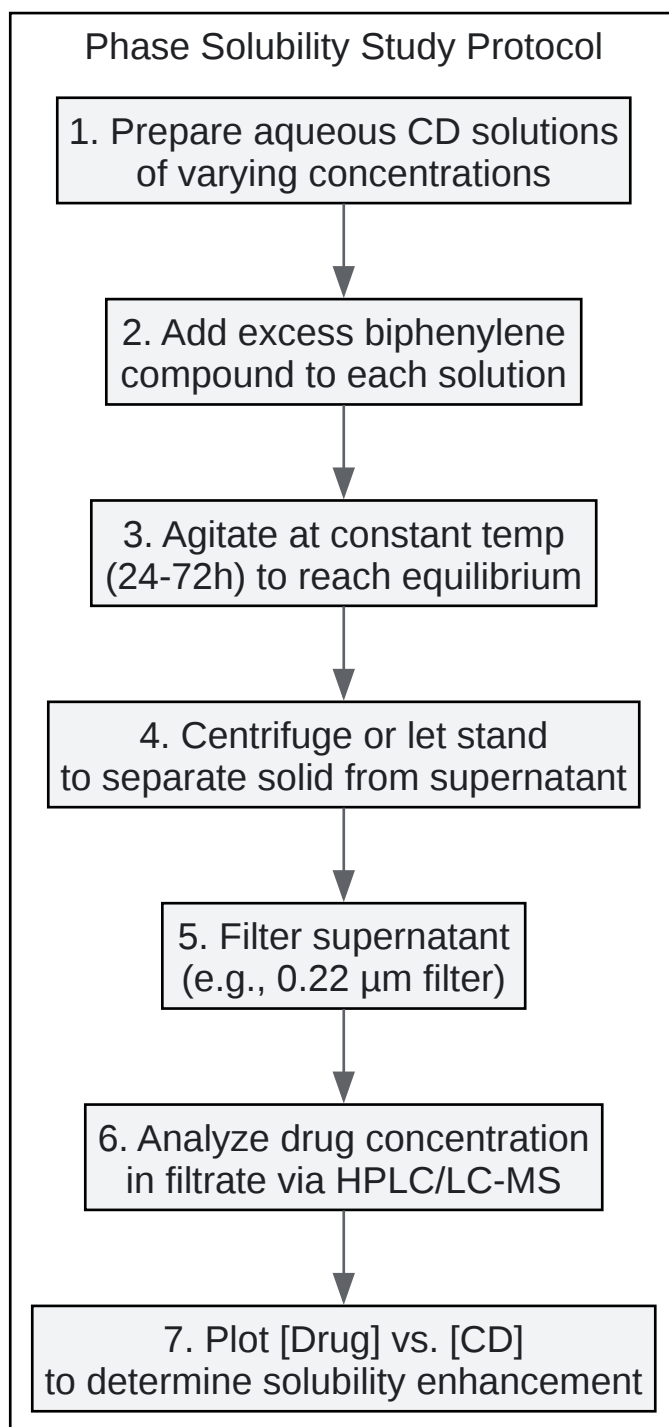 Phase Solubility Study Protocol
1. Prepare aqueous CD solutions
of varying concentrations
2. Add excess biphenylene
compound to each solution
3. Agitate at constant temp
(24-72h) to reach equilibrium
4. Centrifuge or let stand
to separate solid from supernatant
5. Filter supernatant
(e.g., 0.22 µm filter)
6. Analyze drug concentration
in filtrate via HPLC/LC-MS
7. Plot [Drug] vs. [CD]
to determine solubility enhancement